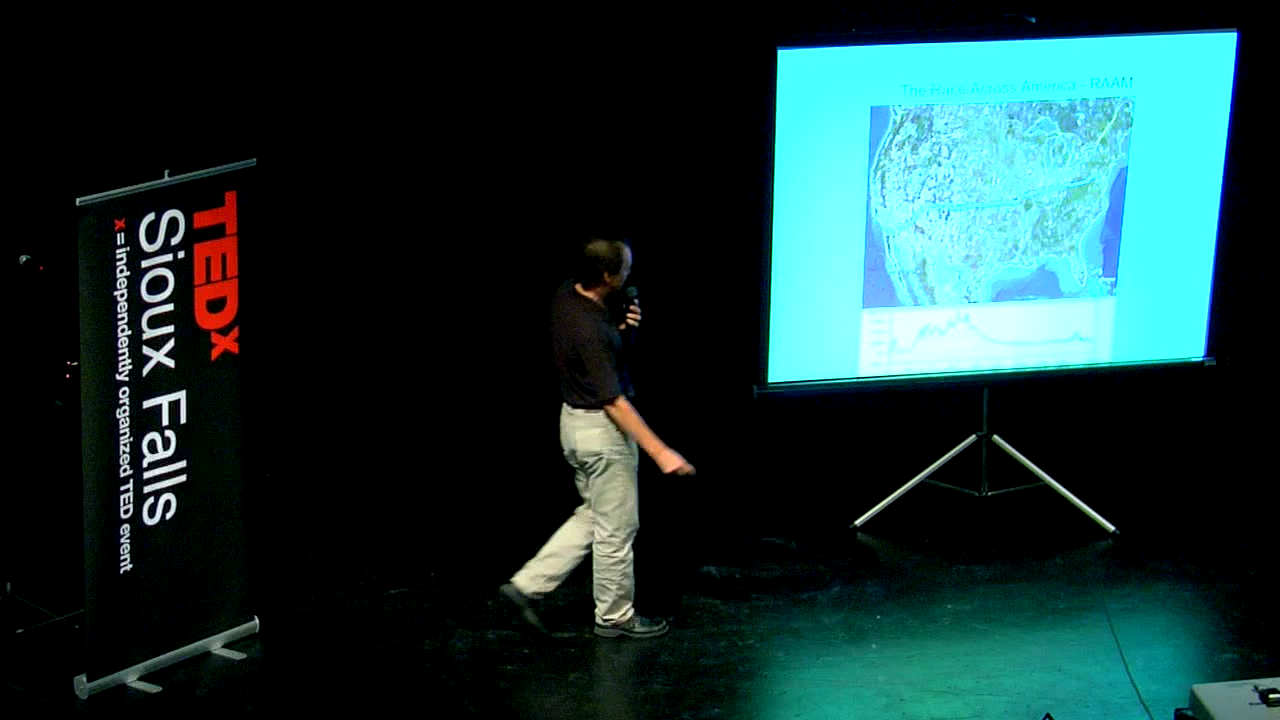 TEDx
Sioux Falls
x = independently organized TED event
The Race Across America - RAAM